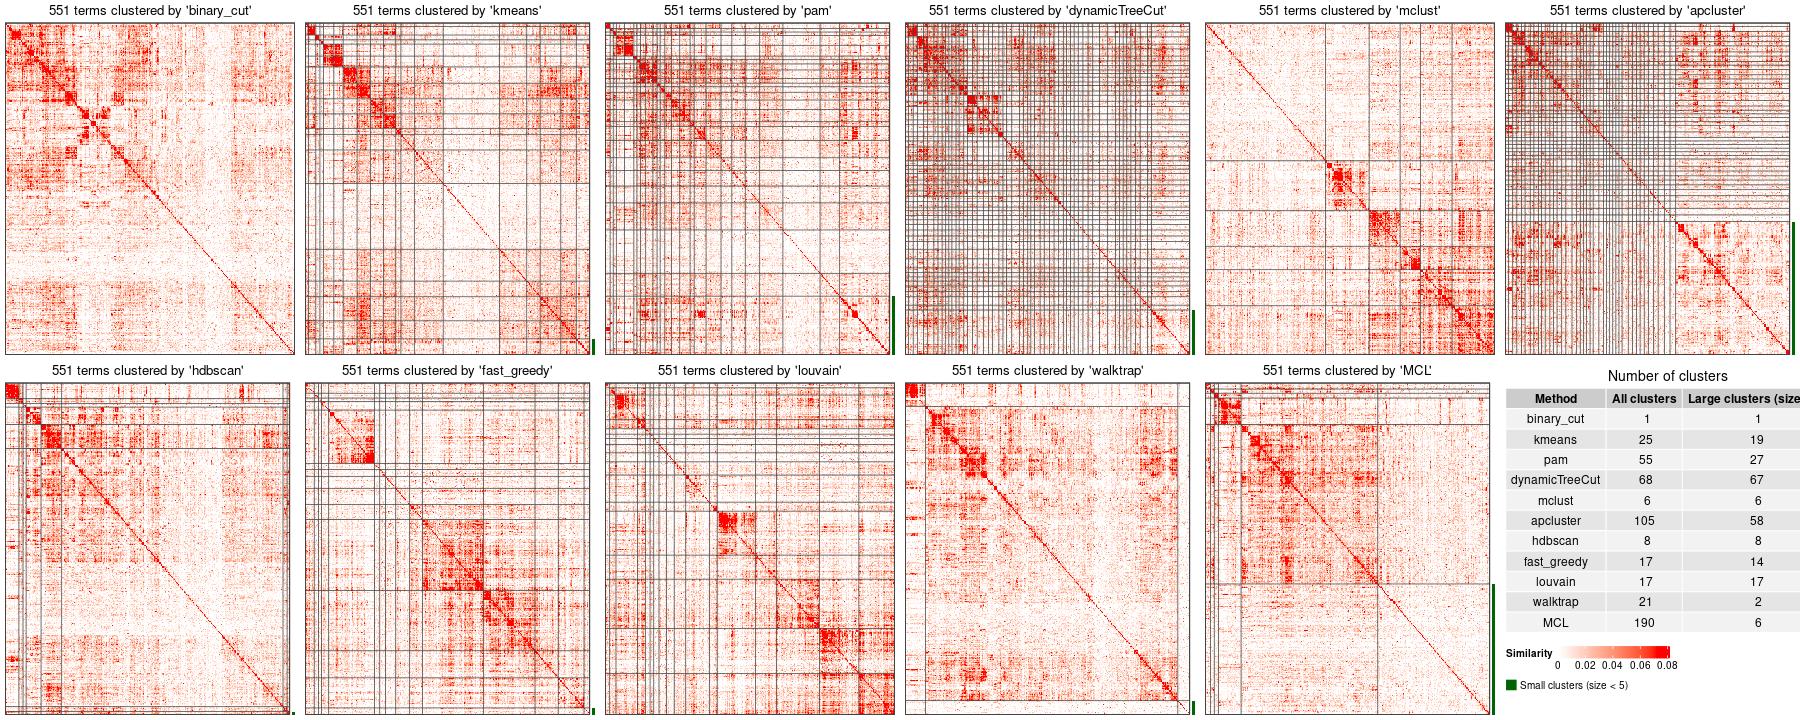 551 terms clustered by 'binary_cut'
551 terms clustered by 'kmeans'
551 terms clustered by 'pam'
551 terms clustered by 'dynamicTreeCut'
551 terms clustered by 'mclust'
551 terms clustered by 'apcluster'
551 terms clustered by 'hdbscan'
551 terms clustered by 'fast_greedy'
551 terms clustered by 'louvain'
551 terms clustered by 'walktrap'
551 terms clustered by 'MCL'
Number of clusters
Method All clusters Large clusters (size
binary_cut 1 1
kmeans 25 19
pam 55 27
dynamicTreeCut 68 67
mclust 6 6
apcluster 105 58
hdbscan 8 8
fast_greedy 17 14
louvain 17 17
walktrap 21 2
MCL 190 6
Similarity
0 0.02 0.04 0.06 0.08
Small clusters (size < 5)